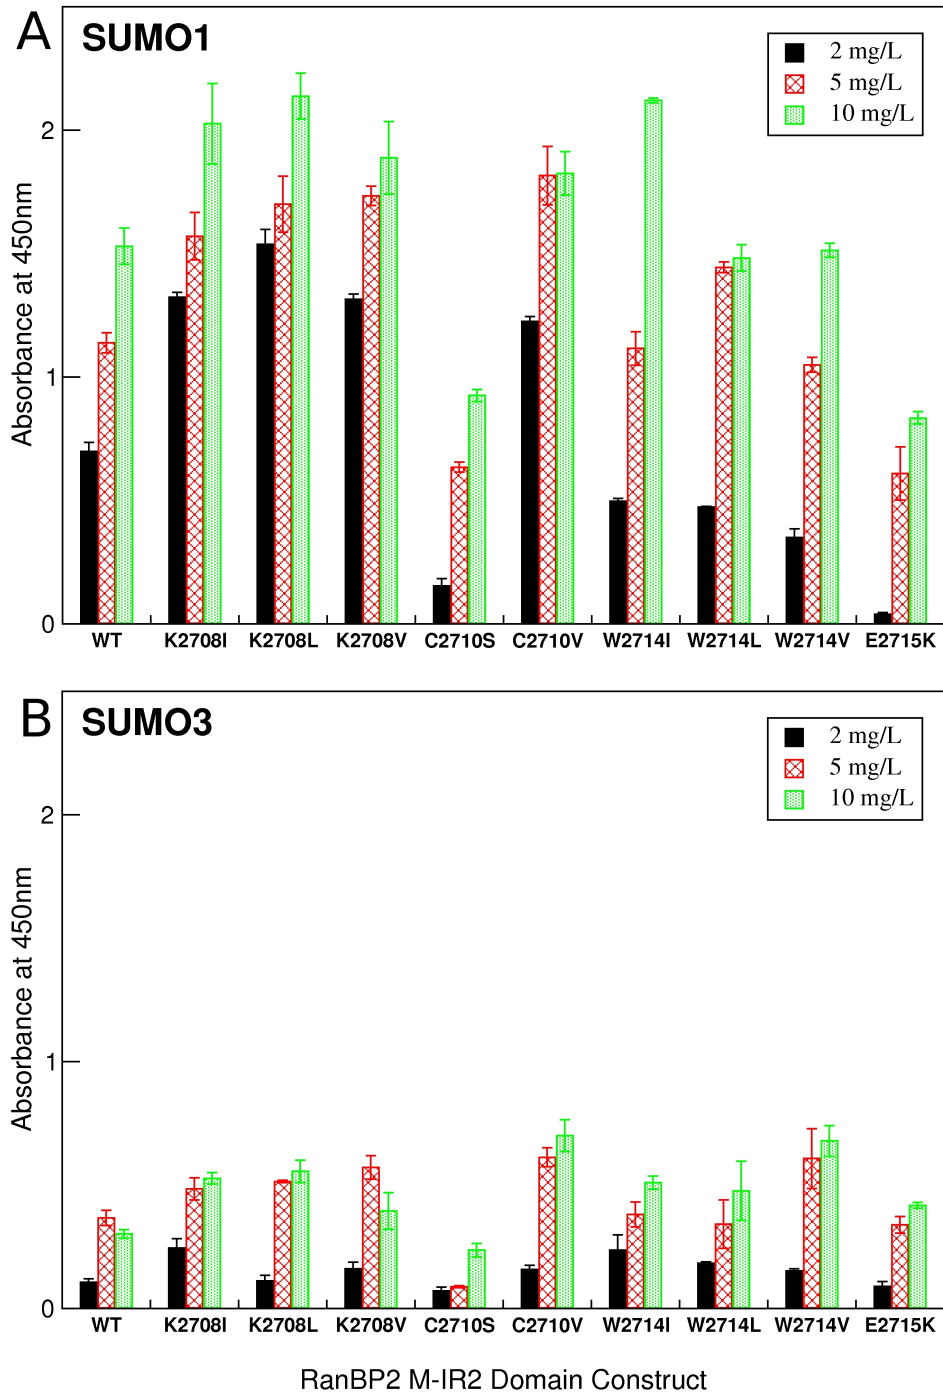 A SUMO1
2 mg/L
5 mg/L
10 mg/L
2
1
0
Absorbance at 450nm
WT K2708I K2708L K2708V C2710S C2710V W2714I W2714L W2714V E2715K
B SUMO3
2 mg/L
5 mg/L
10 mg/L
2
1
0
Absorbance at 450nm
WT K2708I K2708L K2708V C2710S C2710V W2714I W2714L W2714V E2715K
RanBP2 M-IR2 Domain Construct